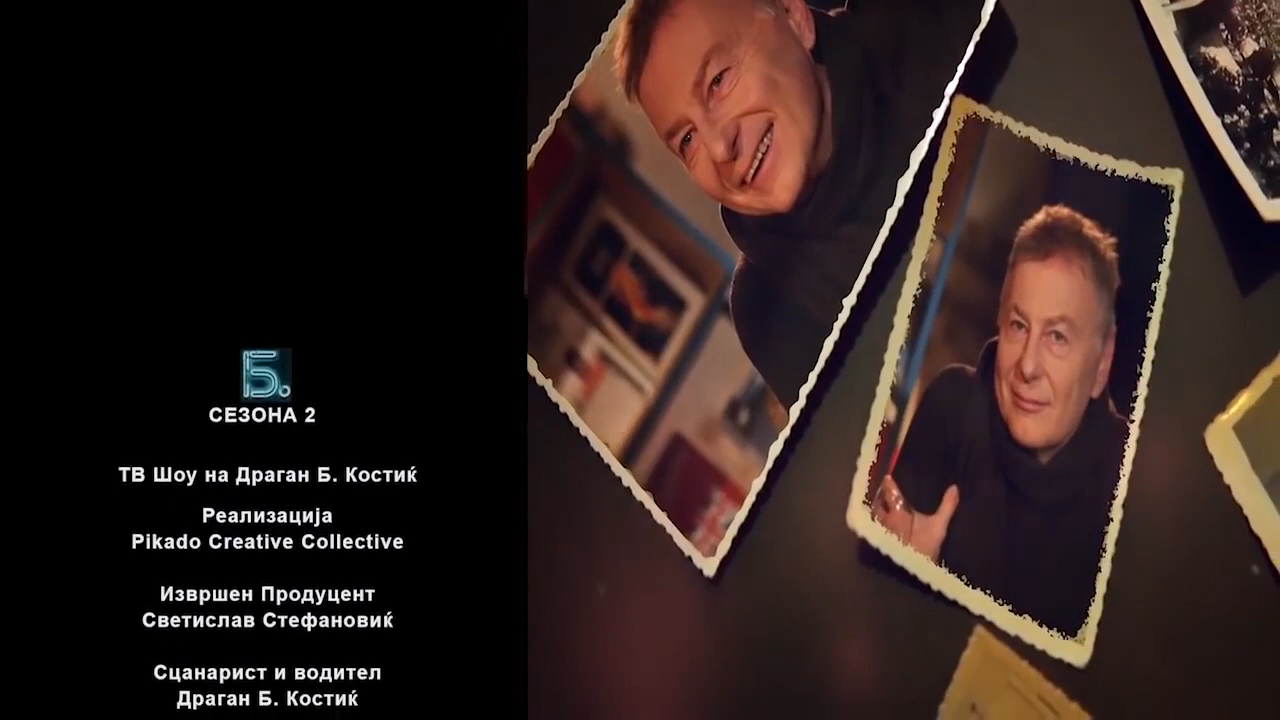 Б.
СЕЗОНА 2
ТВ Шоу на Драган Б. Костиќ
Реализација
Pikado Creative Collective
Извршен Продуцент
Светислав Стефановиќ
Сценарист и водител
Драган Б. Костиќ